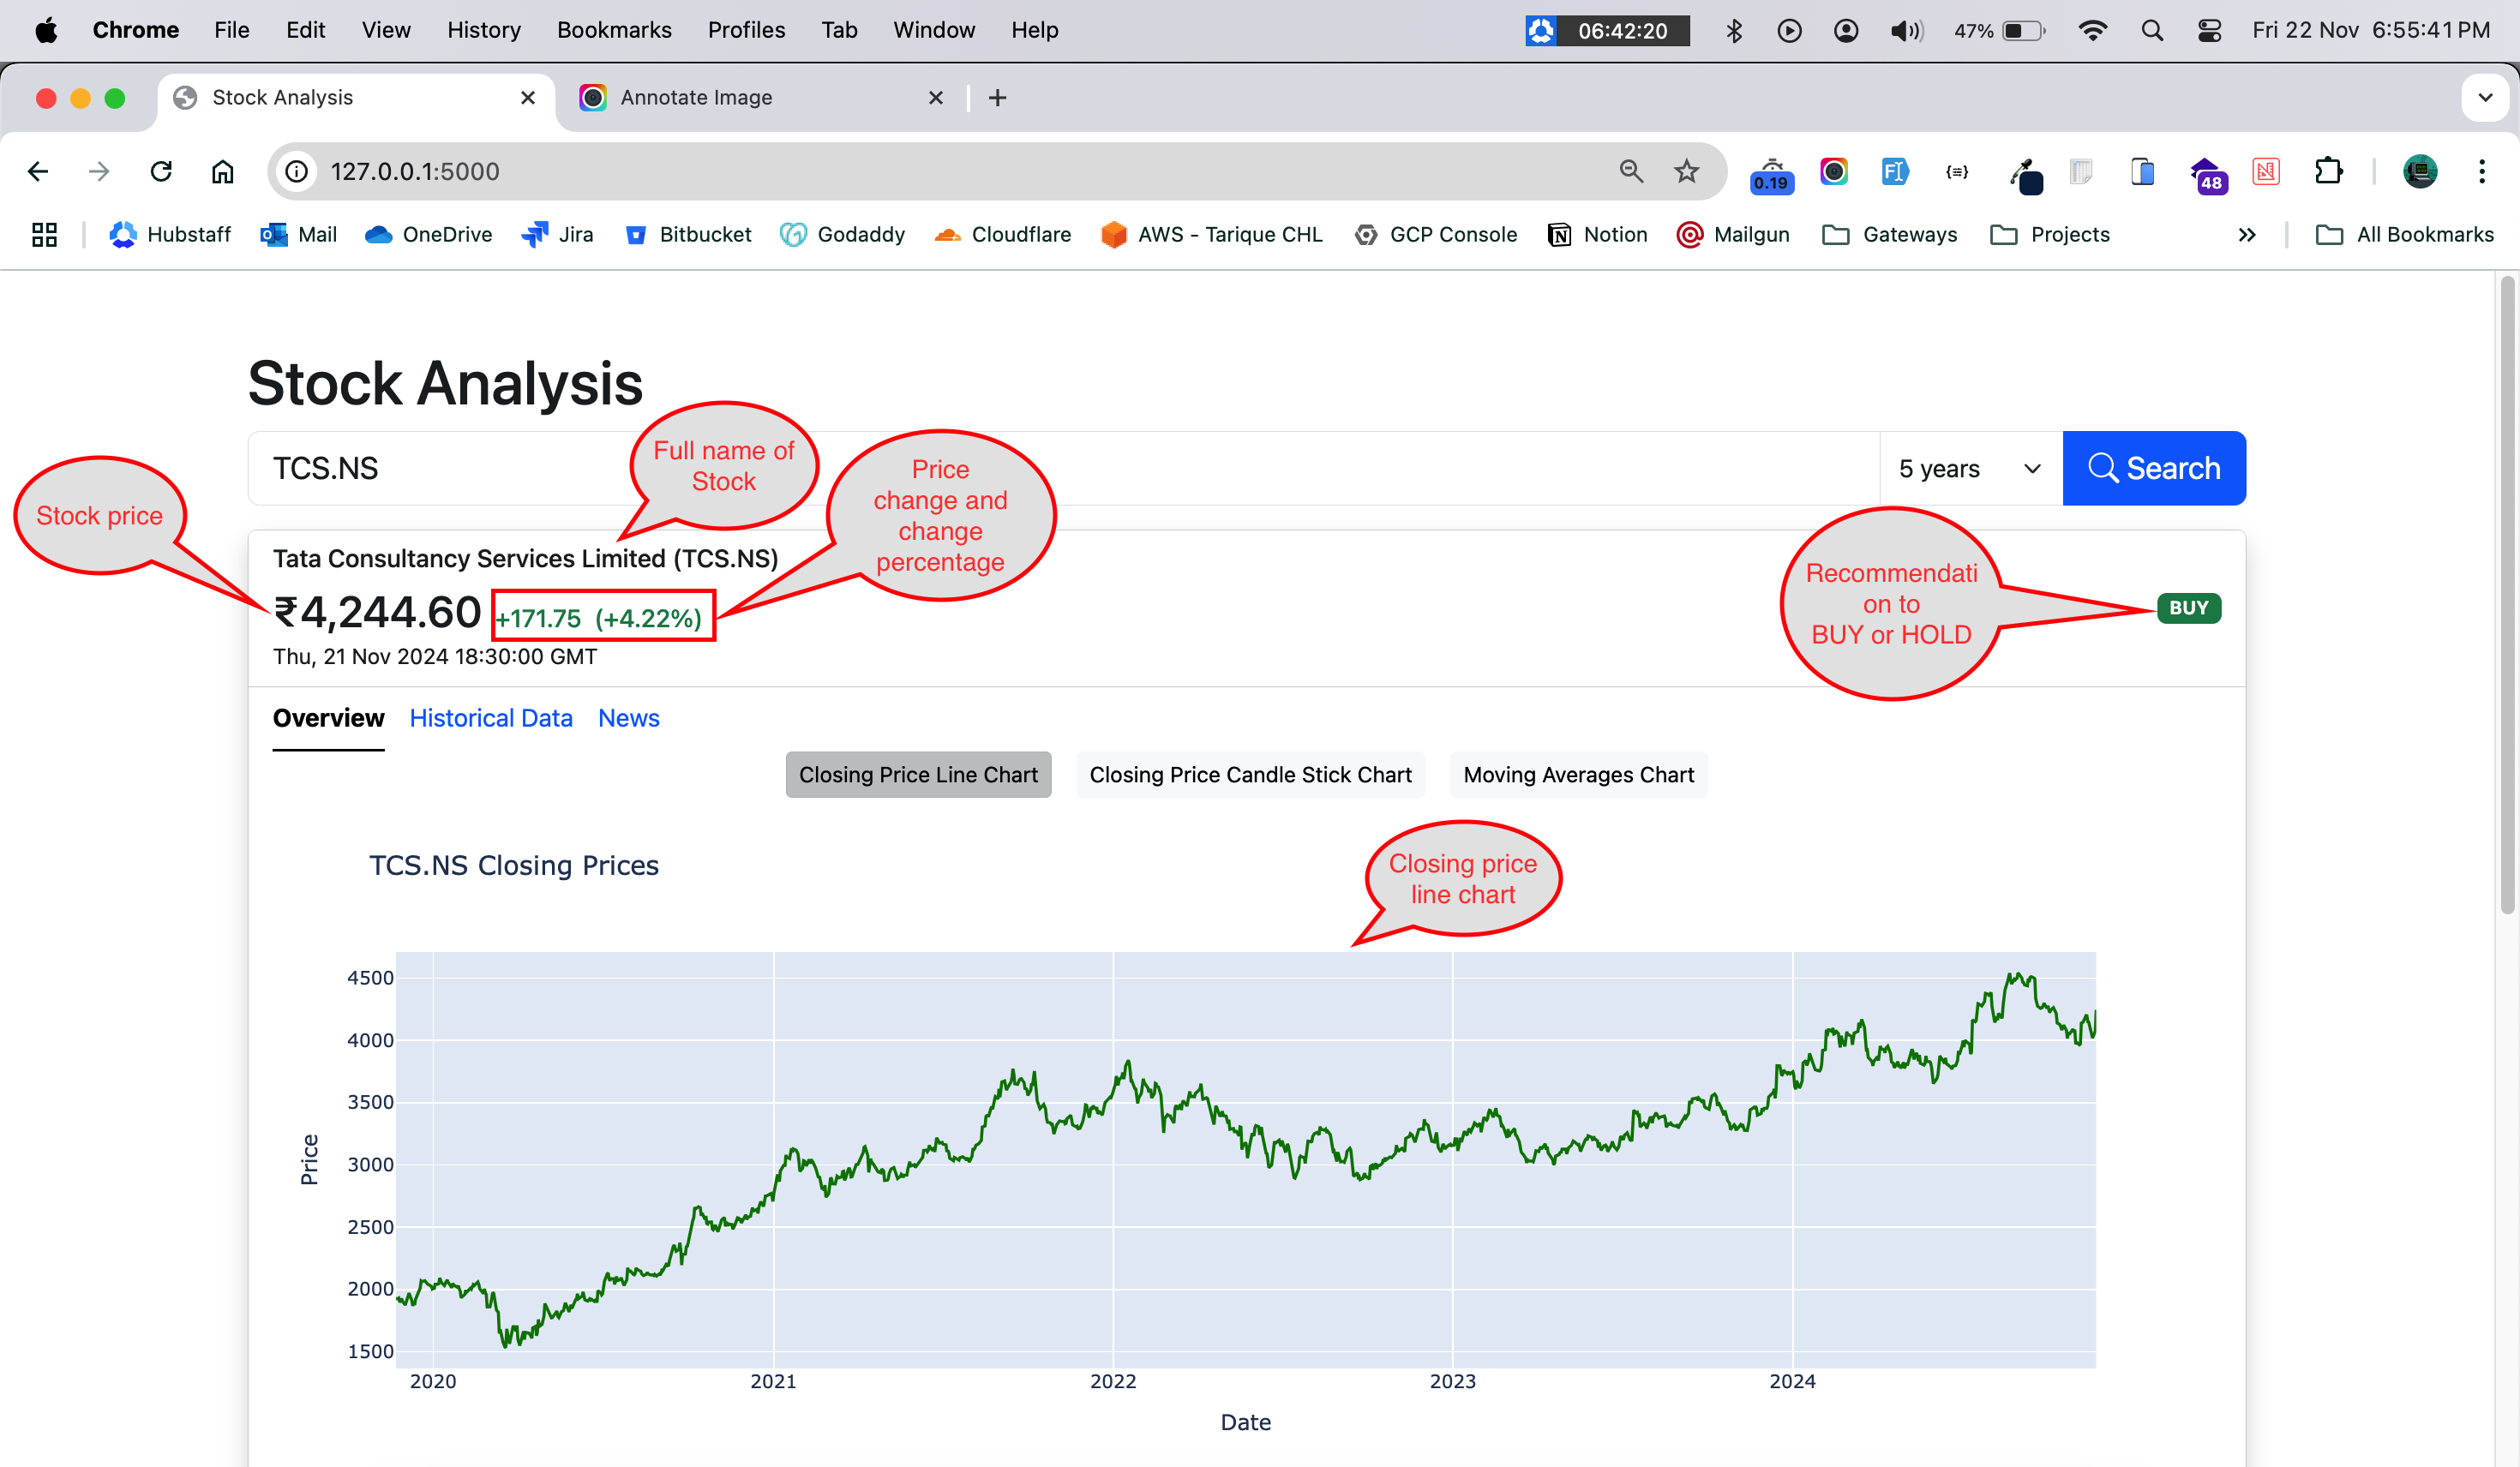 Chrome File Edit View History Bookmarks Profiles Tab Window Help 06:42:20 47% Fri 22 Nov 6:55:41 PM
Stock Analysis Annotate Image
127.0.0.1:5000 0.19 FI {≡} 48
Hubstaff Mail OneDrive Jira Bitbucket Godaddy Cloudflare AWS - Tarique CHL GCP Console Notion Mailgun Gateways Projects All Bookmarks
Stock Analysis
TCS.NS 5 years Search
Full name of
Stock
Price
change and
change
percentage
Stock price
Tata Consultancy Services Limited (TCS.NS)
₹4,244.60 +171.75 (+4.22%)
Recommendati
on to
BUY or HOLD
BUY
Thu, 21 Nov 2024 18:30:00 GMT
Overview Historical Data News
Closing Price Line Chart Closing Price Candle Stick Chart Moving Averages Chart
TCS.NS Closing Prices
Closing price
line chart
4500
4000
3500
3000
2500
2000
1500
Price
2020 2021 2022 2023 2024
Date